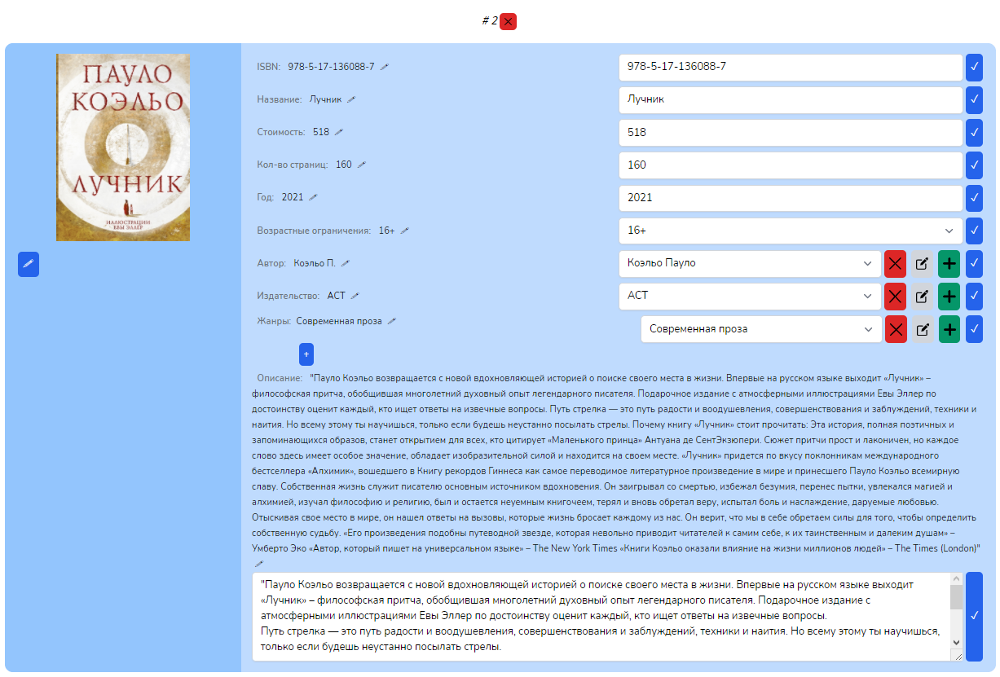 # 2
ПАУЛО
КОЭЛЬО
ЛУЧНИК
ИЛЛЮСТРАЦИИ
ЕВЫ ЭЛЛЕР
ISBN: 978-5-17-136088-7
978-5-17-136088-7
Название: Лучник
Лучник
Стоимость: 518
518
Кол-во страниц: 160
160
Год: 2021
2021
Возрастные ограничения: 16+
16+
Автор: Коэльо П.
Коэльо Пауло
Издательство: АСТ
АСТ
Жанры: Современная проза
Современная проза
+
Описание: "Пауло Коэльо возвращается с новой вдохновляющей историей о поиске своего места в жизни. Впервые на русском языке выходит «Лучник» –
философская притча, обобщившая многолетний духовный опыт легендарного писателя. Подарочное издание с атмосферными иллюстрациями Евы Эллер по
достоинству оценит каждый, кто ищет ответы на извечные вопросы. Путь стрелка — это путь радости и воодушевления, совершенствования и заблуждений, техники и
наития. Но всему этому ты научишься, только если будешь неустанно посылать стрелы. Почему книгу «Лучник» стоит прочитать: Эта история, полная поэтичных и
запоминающихся образов, станет открытием для всех, кто цитирует «Маленького принца» Антуана де СентЭкзюпери. Сюжет притчи прост и лаконичен, но каждое
слово здесь имеет особое значение, обладает изобразительной силой и находится на своем месте. «Лучник» придется по вкусу поклонникам международного
бестселлера «Алхимик», вошедшего в Книгу рекордов Гиннеса как самое переводимое литературное произведение в мире и принесшего Пауло Коэльо всемирную
славу. Собственная жизнь служит писателю основным источником вдохновения. Он заигрывал со смертью, избежал безумия, перенес пытки, увлекался магией и
алхимией, изучал философию и религию, был и остается неуемным книгочеем, терял и вновь обретал веру, испытал боль и наслаждение, даруемые любовью.
Отыскивая свое место в мире, он нашел ответы на вызовы, которые жизнь бросает каждому из нас. Он верит, что мы в себе обретаем силы для того, чтобы определить
собственную судьбу. «Его произведения подобны путеводной звезде, которая невольно приводит читателей к самим себе, к их таинственным и далеким душам» –
Умберто Эко «Автор, который пишет на универсальном языке» – The New York Times «Книги Коэльо оказали влияние на жизни миллионов людей» – The Times (London)"
"Пауло Коэльо возвращается с новой вдохновляющей историей о поиске своего места в жизни. Впервые на русском языке выходит
«Лучник» – философская притча, обобщившая многолетний духовный опыт легендарного писателя. Подарочное издание с
атмосферными иллюстрациями Евы Эллер по достоинству оценит каждый, кто ищет ответы на извечные вопросы.
Путь стрелка — это путь радости и воодушевления, совершенствования и заблуждений, техники и наития. Но всему этому ты научишься,
только если будешь неустанно посылать стрелы.